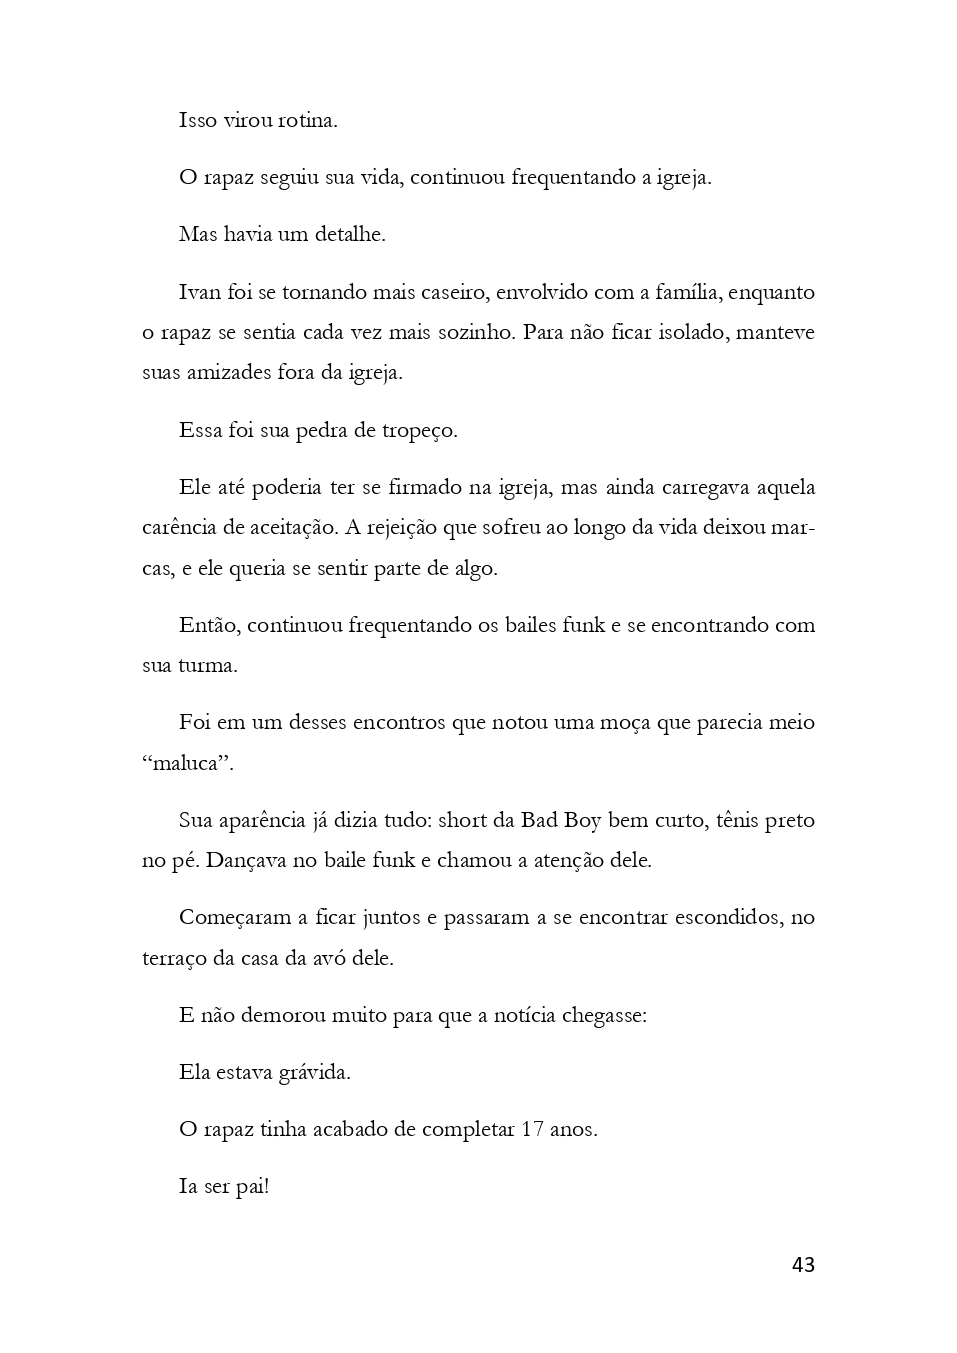 Isso virou rotina.
O rapaz seguiu sua vida, continuou frequentando a igreja.
Mas havia um detalhe.
Ivan foi se tornando mais caseiro, envolvido com a família, enquanto
o rapaz se sentia cada vez mais sozinho. Para não ficar isolado, manteve
suas amizades fora da igreja.
Essa foi sua pedra de tropeço.
Ele até poderia ter se firmado na igreja, mas ainda carregava aquela
carência de aceitação. A rejeição que sofreu ao longo da vida deixou mar-
cas, e ele queria se sentir parte de algo.
Então, continuou frequentando os bailes funk e se encontrando com
sua turma.
Foi em um desses encontros que notou uma moça que parecia meio
“maluca”.
Sua aparência já dizia tudo: short da Bad Boy bem curto, tênis preto
no pé. Dançava no baile funk e chamou a atenção dele.
Começaram a ficar juntos e passaram a se encontrar escondidos, no
terraço da casa da avó dele.
E não demorou muito para que a notícia chegasse:
Ela estava grávida.
O rapaz tinha acabado de completar 17 anos.
Ia ser pai!
43